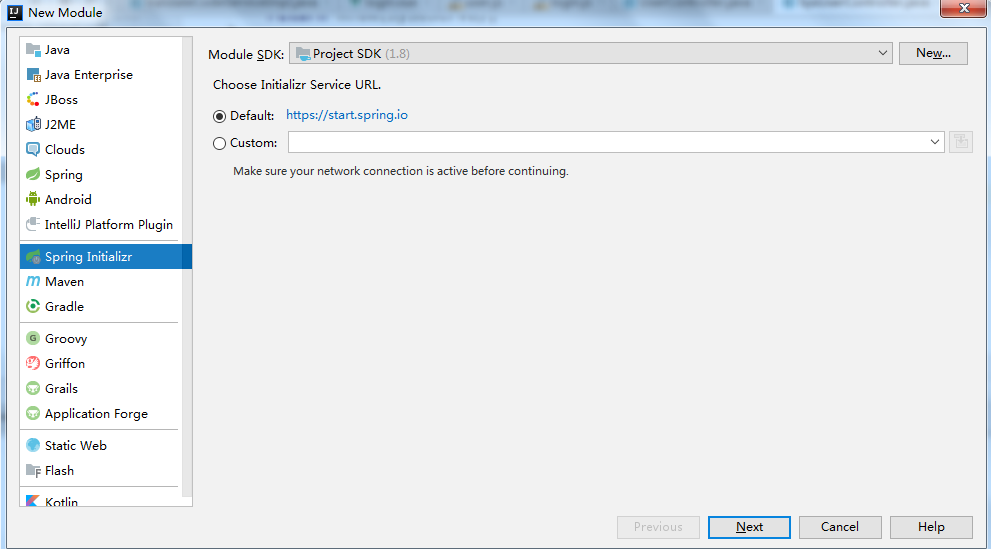 New Module
Java
Java Enterprise
JBoss
J2ME
Clouds
Spring
Android
IntelliJ Platform Plugin
Spring Initializr
Maven
Gradle
Groovy
Griffon
Grails
Application Forge
Static Web
Flash
Kotlin
Module SDK: Project SDK (1.8) New...
Choose Initializr Service URL.
Default: https://start.spring.io
Custom:
Make sure your network connection is active before continuing.
Previous Next Cancel Help